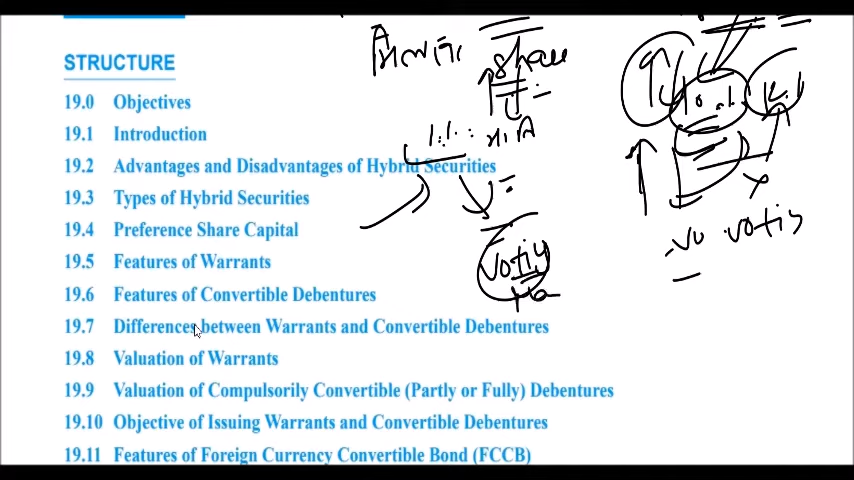 share
STRUCTURE
19.0 Objectives
19.1 Introduction
19.2 Advantages and Disadvantages of Hybrid Securities
19.3 Types of Hybrid Securities
19.4 Preference Share Capital
19.5 Features of Warrants
19.6 Features of Convertible Debentures
19.7 Differences between Warrants and Convertible Debentures
19.8 Valuation of Warrants
19.9 Valuation of Compulsorily Convertible (Partly or Fully) Debentures
19.10 Objective of Issuing Warrants and Convertible Debentures
19.11 Features of Foreign Currency Convertible Bond (FCCB)